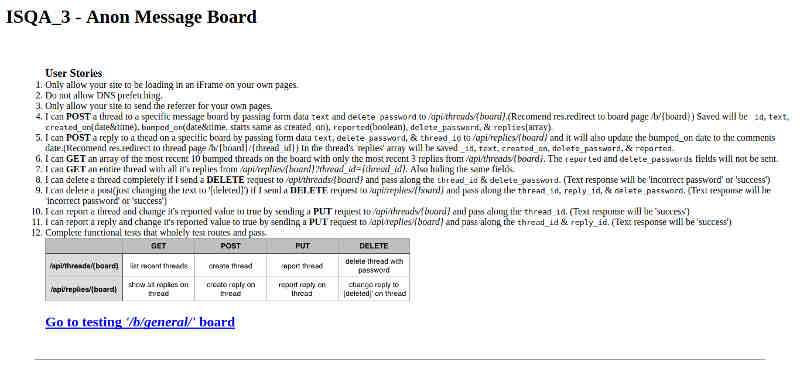 ISQA_3 - Anon Message Board
User Stories
1. Only allow your site to be loading in an iFrame on your own pages.
2. Do not allow DNS prefetching.
3. Only allow your site to send the referrer for your own pages.
4. I can POST a thread to a specific message board by passing form data text and delete password to /api/threads/{board}.(Recomend res.redirect to board page /b/{board}) Saved will be _id, text,
created_on(date&time), bumped_on(date&time, starts same as created_on), reported(boolean), delete_password, & replies(array).
5. I can POST a reply to a thead on a specific board by passing form data text, delete_password, & thread_id to /api/replies/{board} and it will also update the bumped_on date to the comments
date.(Recomend res.redirect to thread page /b/{board}/{thread_id}) In the thread's 'replies' array will be saved _id, text, created_on, delete_password, & reported.
6. I can GET an array of the most recent 10 bumped threads on the board with only the most recent 3 replies from /api/threads/{board}. The reported and delete_passwords fields will not be sent.
7. I can GET an entire thread with all it's replies from /api/replies/{board}?thread_id={thread_id}. Also hiding the same fields.
8. I can delete a thread completely if I send a DELETE request to /api/threads/{board} and pass along the thread_id & delete_password. (Text response will be 'incorrect password' or 'success')
9. I can delete a post(just changing the text to '[deleted]') if I send a DELETE request to /api/replies/{board} and pass along the thread_id, reply_id, & delete_password. (Text response will be
'incorrect password' or 'success')
10. I can report a thread and change it's reported value to true by sending a PUT request to /api/threads/{board} and pass along the thread_id. (Text response will be 'success')
11. I can report a reply and change it's reported value to true by sending a PUT request to /api/replies/{board} and pass along the thread_id & reply_id. (Text response will be 'success')
12. Complete functional tests that wholely test routes and pass.
GET POST PUT DELETE
/api/threads/{board} list recent threads create thread report thread delete thread with password
/api/replies/{board} show all replies on thread create reply on thread report reply on thread change reply to '[deleted]' on thread
Go to testing '/b/general/' board